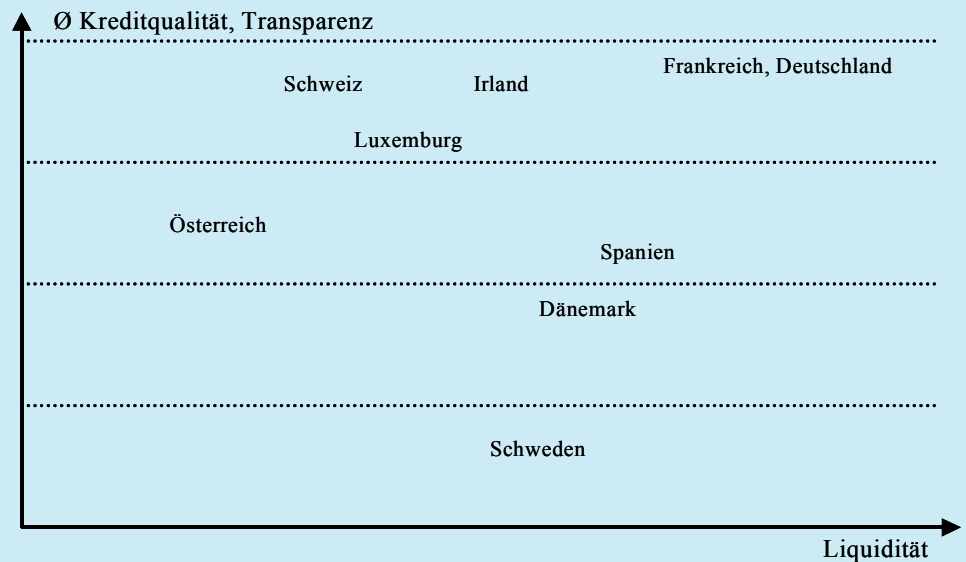 Ø Kreditqualität, Transparenz
Frankreich, Deutschland
Schweiz
Irland
Luxemburg
Österreich
Spanien
Dänemark
Schweden
Liquidität